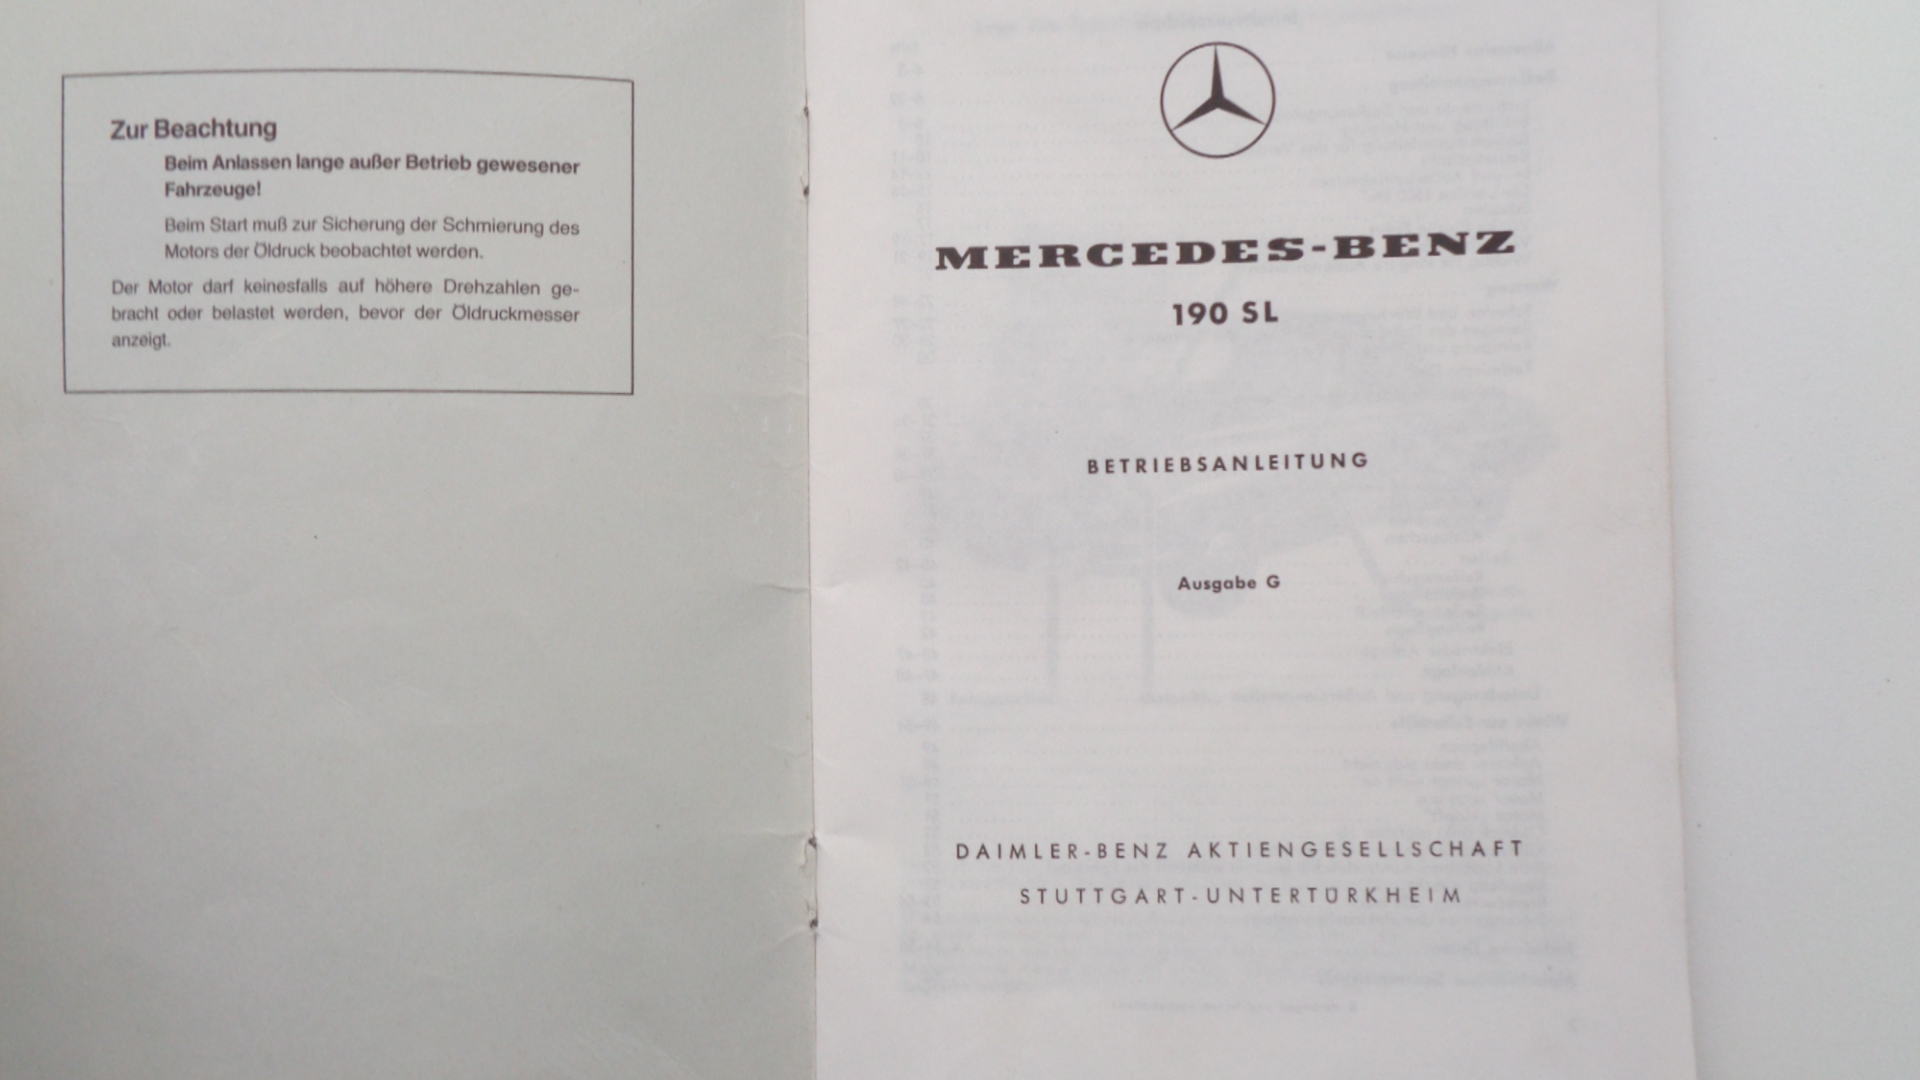 Zur Beachtung
Beim Anlassen lange außer Betrieb gewesener
Fahrzeuge!
Beim Start muß zur Sicherung der Schmierung des
Motors der Öldruck beobachtet werden.
Der Motor darf keinesfalls auf höhere Drehzahlen ge-
bracht oder belastet werden, bevor der Öldruckmesser
anzeigt.
MERCEDES-BENZ
190 SL
BETRIEBSANLEITUNG
Ausgabe G
DAIMLER-BENZ AKTIENGESELLSCHAFT
STUTTGART-UNTERTÜRKHEIM